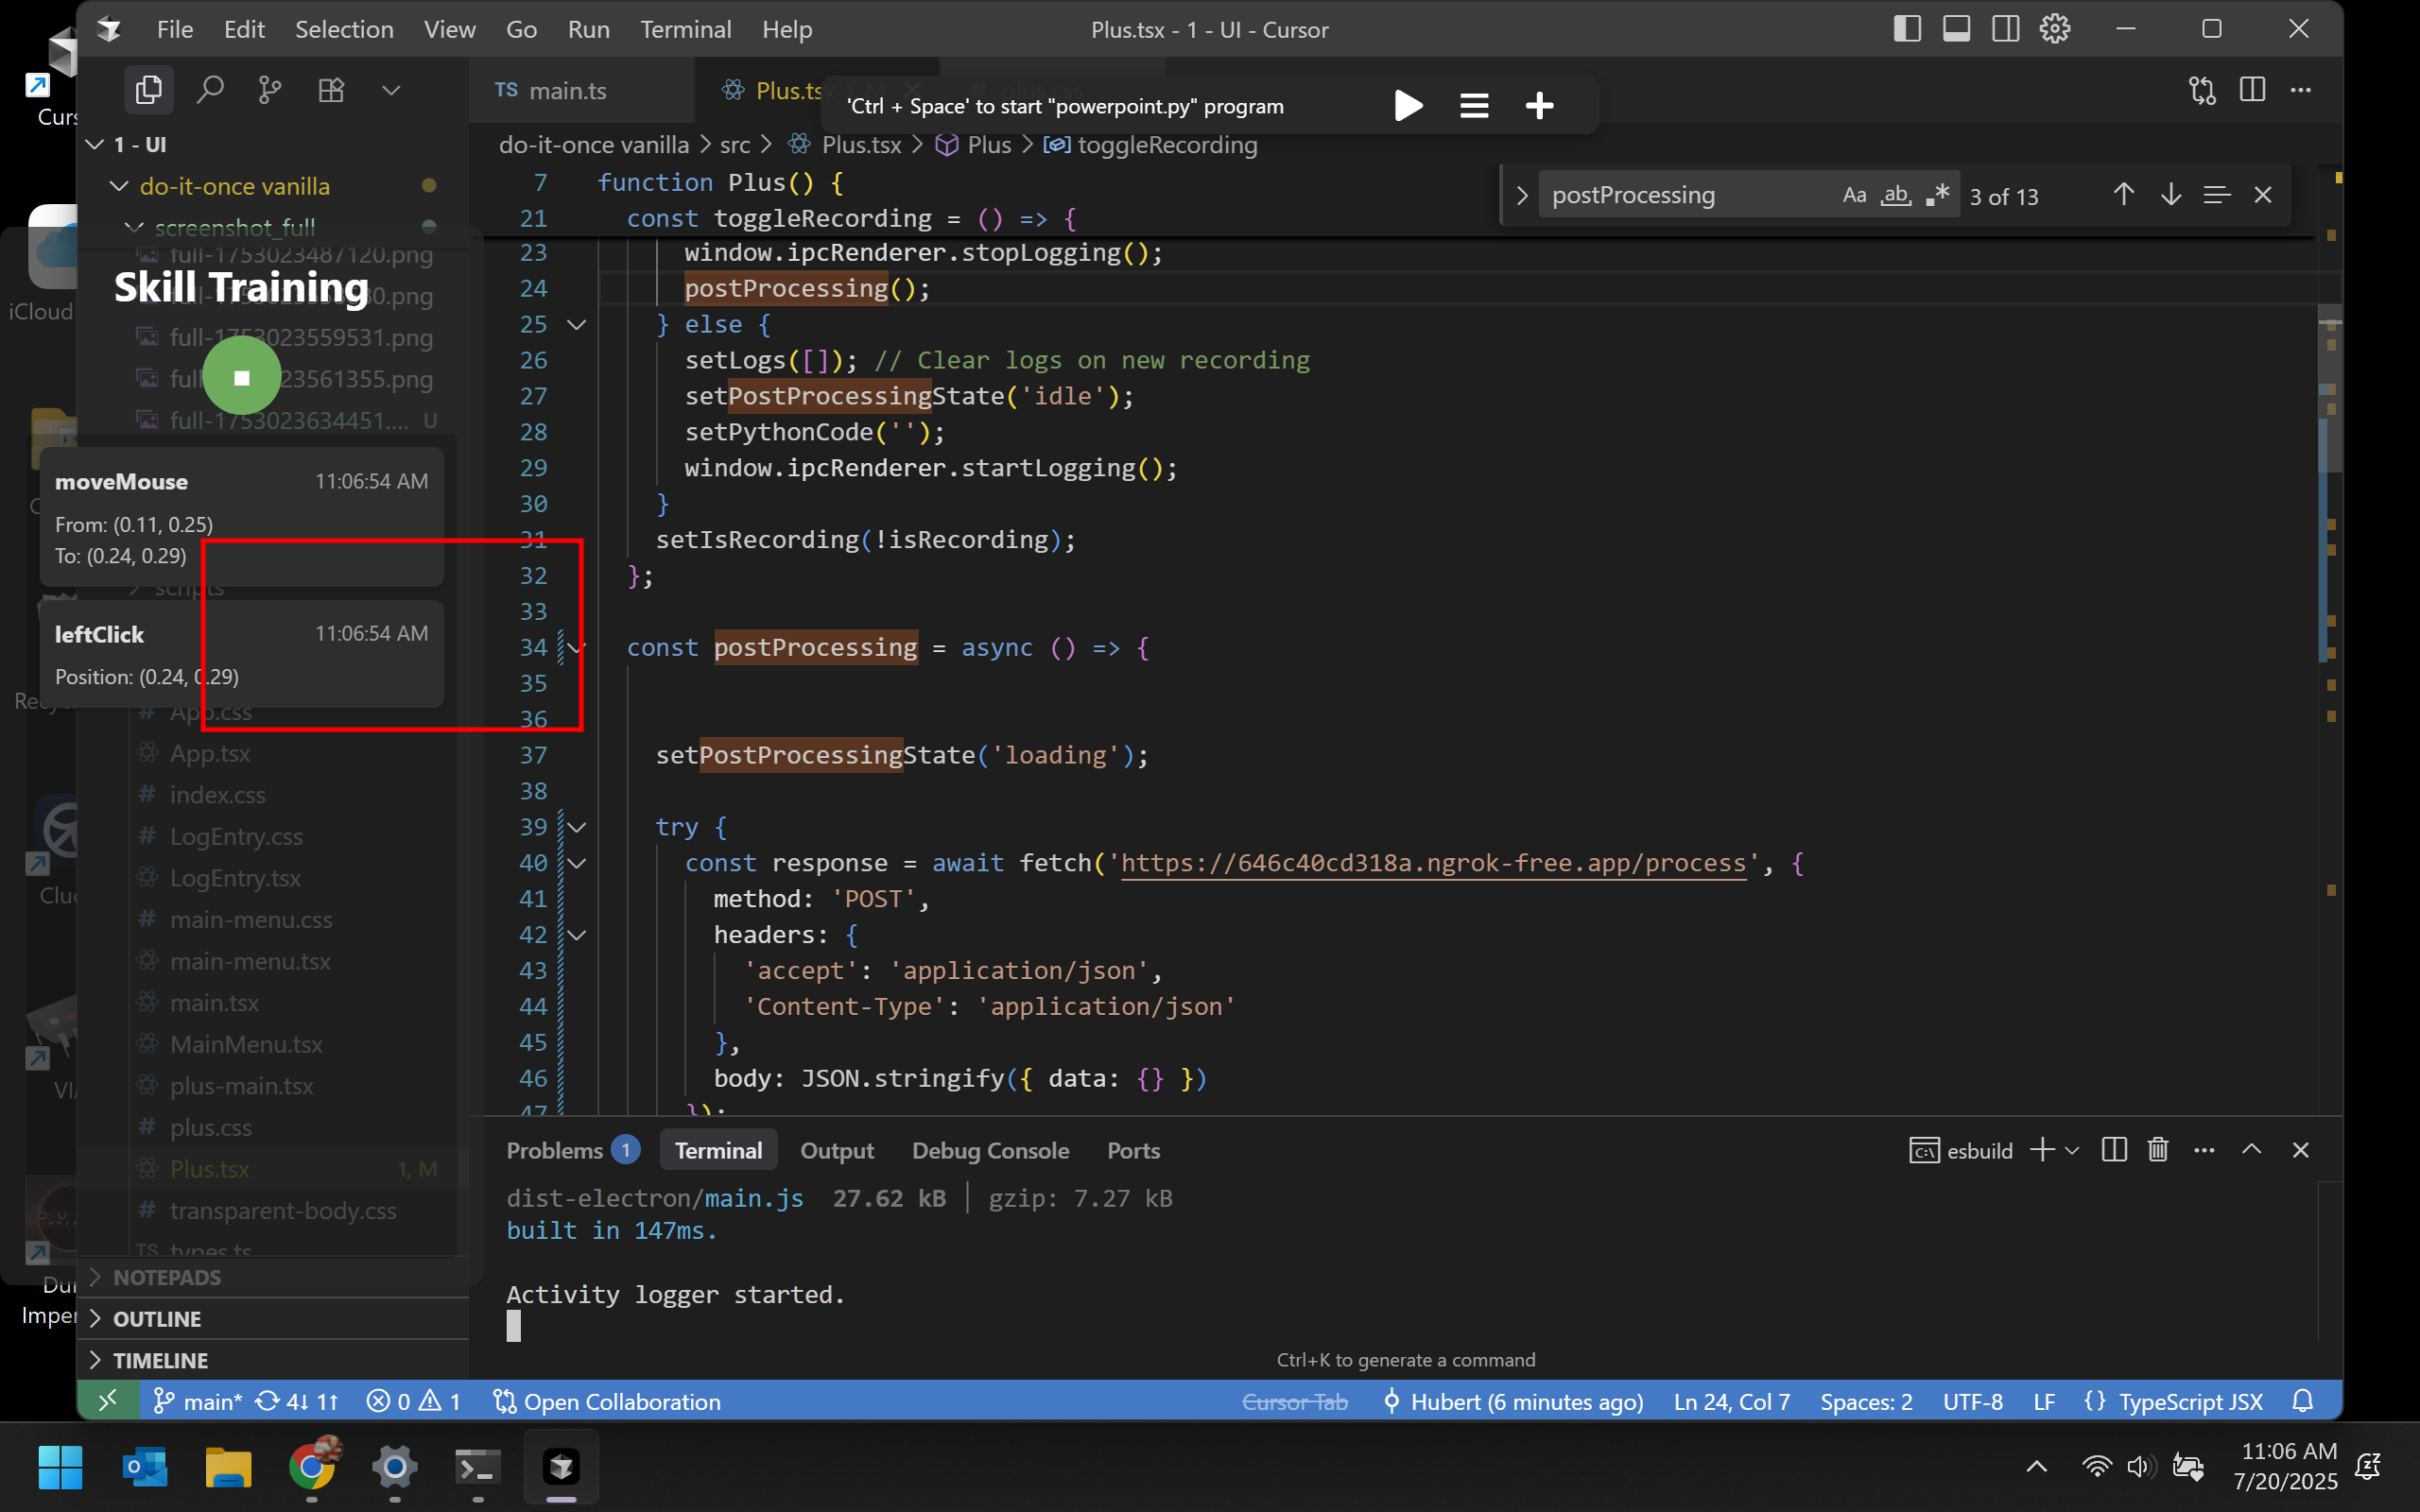 File Edit Selection View Go Run Terminal Help
Plus.tsx - 1 - UI - Cursor
TS main.ts
Plus.ts
'Ctrl + Space' to start "powerpoint.py" program
1 - UI
do-it-once vanilla
screenshot_full
full-1753023487120.png
full-1753023559531.png
full-1753023561355.png
full-1753023634451.... U
Skill Training
moveMouse 11:06:54 AM
From: (0.11, 0.25)
To: (0.24, 0.29)
scripts
leftClick 11:06:54 AM
Position: (0.24, 0.29)
# App.css
App.tsx
# index.css
# LogEntry.css
LogEntry.tsx
# main-menu.css
main-menu.tsx
main.tsx
MainMenu.tsx
plus-main.tsx
# plus.css
Plus.tsx 1, M
# transparent-body.css
TS types.ts
NOTEPADS
OUTLINE
TIMELINE
do-it-once vanilla > src > Plus.tsx > Plus > toggleRecording
postProcessing Aa ab .* 3 of 13
7 function Plus() {
21 const toggleRecording = () => {
23 window.ipcRenderer.stopLogging();
24 postProcessing();
25 } else {
26 setLogs([]); // Clear logs on new recording
27 setPostProcessingState('idle');
28 setPythonCode('');
29 window.ipcRenderer.startLogging();
30 }
31 setIsRecording(!isRecording);
32 };
33
34 const postProcessing = async () => {
35
36
37 setPostProcessingState('loading');
38
39 try {
40 const response = await fetch('https://646c40cd318a.ngrok-free.app/process', {
41 method: 'POST',
42 headers: {
43 'accept': 'application/json',
44 'Content-Type': 'application/json'
45 },
46 body: JSON.stringify({ data: {} })
47 });
Problems 1 Terminal Output Debug Console Ports
esbuild
dist-electron/main.js 27.62 kB │ gzip: 7.27 kB
built in 147ms.
Activity logger started.
Ctrl+K to generate a command
main* 4↓ 1↑ 0 1 Open Collaboration
Cursor Tab Hubert (6 minutes ago) Ln 24, Col 7 Spaces: 2 UTF-8 LF {} TypeScript JSX
iCloud
11:06 AM
7/20/2025